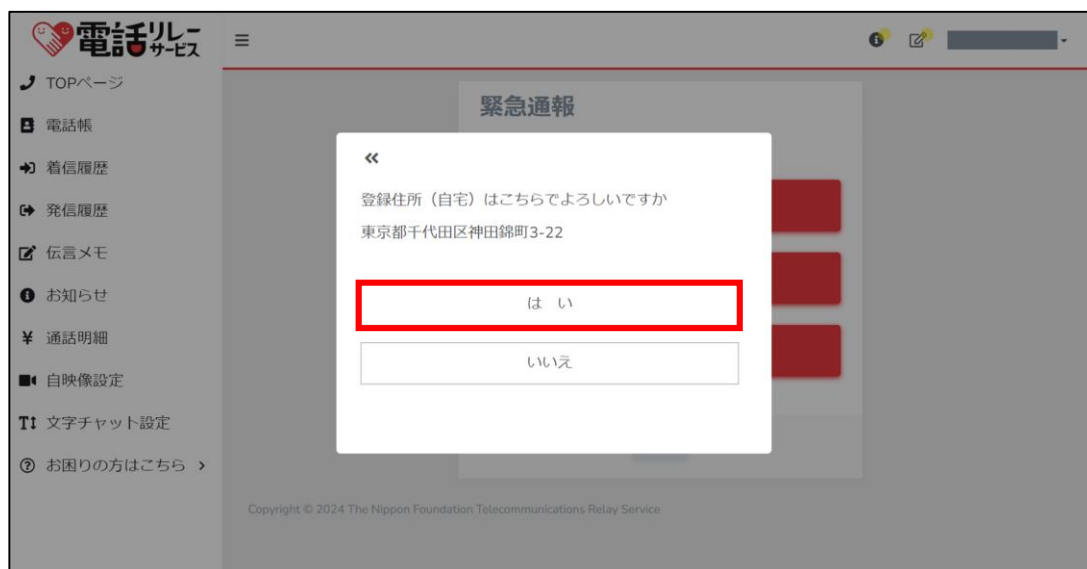 電話リレーサービス
TOPページ
電話帳
着信履歴
発信履歴
伝言メモ
お知らせ
¥ 通話明細
自映像設定
文字チャット設定
お困りの方はこちら
緊急通報
«
登録住所（自宅）はこちらでよろしいですか
東京都千代田区神田錦町3-22
は い
いいえ
Copyright © 2024 The Nippon Foundation Telecommunications Relay Service